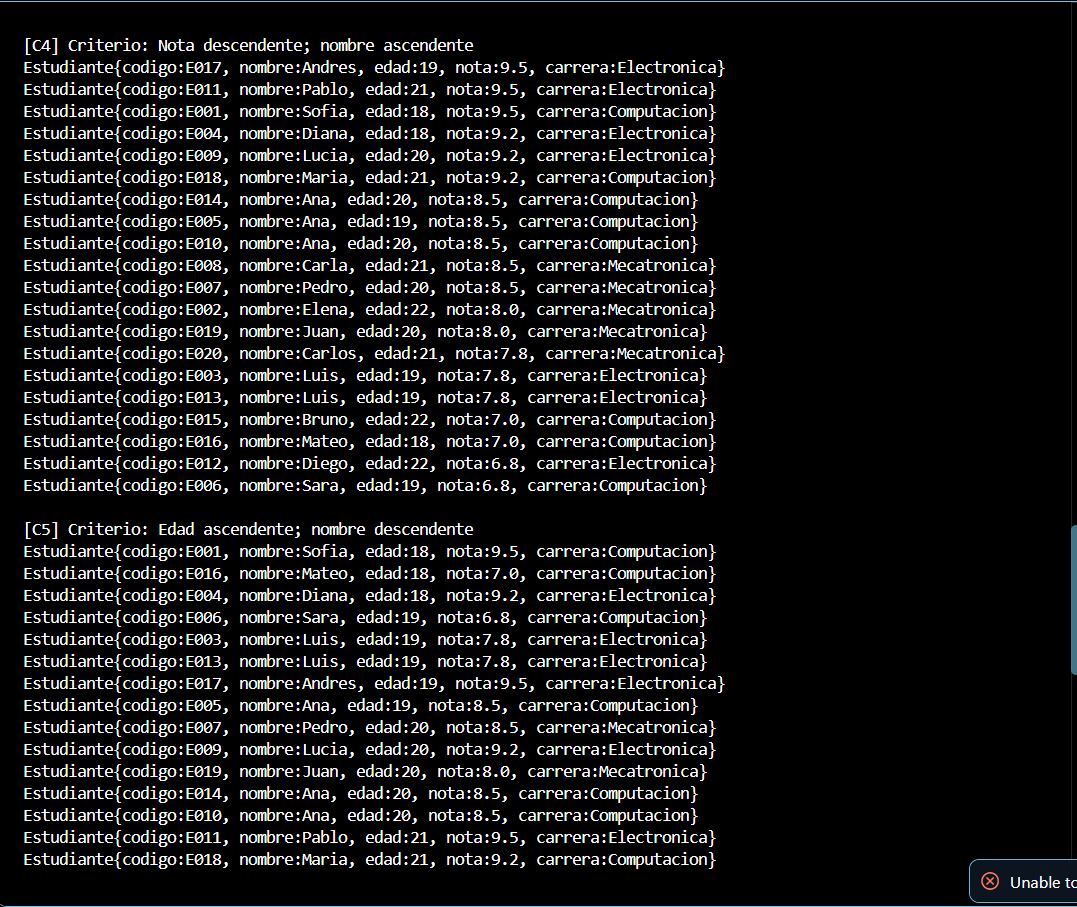 [C4] Criterio: Nota descendente; nombre ascendente
Estudiante{codigo:E017, nombre:Andres, edad:19, nota:9.5, carrera:Electronica}
Estudiante{codigo:E011, nombre:Pablo, edad:21, nota:9.5, carrera:Electronica}
Estudiante{codigo:E001, nombre:Sofia, edad:18, nota:9.5, carrera:Computacion}
Estudiante{codigo:E004, nombre:Diana, edad:18, nota:9.2, carrera:Electronica}
Estudiante{codigo:E009, nombre:Lucia, edad:20, nota:9.2, carrera:Electronica}
Estudiante{codigo:E018, nombre:Maria, edad:21, nota:9.2, carrera:Computacion}
Estudiante{codigo:E014, nombre:Ana, edad:20, nota:8.5, carrera:Computacion}
Estudiante{codigo:E005, nombre:Ana, edad:19, nota:8.5, carrera:Computacion}
Estudiante{codigo:E010, nombre:Ana, edad:20, nota:8.5, carrera:Computacion}
Estudiante{codigo:E008, nombre:Carla, edad:21, nota:8.5, carrera:Mecatronica}
Estudiante{codigo:E007, nombre:Pedro, edad:20, nota:8.5, carrera:Mecatronica}
Estudiante{codigo:E002, nombre:Elena, edad:22, nota:8.0, carrera:Mecatronica}
Estudiante{codigo:E019, nombre:Juan, edad:20, nota:8.0, carrera:Mecatronica}
Estudiante{codigo:E020, nombre:Carlos, edad:21, nota:7.8, carrera:Mecatronica}
Estudiante{codigo:E003, nombre:Luis, edad:19, nota:7.8, carrera:Electronica}
Estudiante{codigo:E013, nombre:Luis, edad:19, nota:7.8, carrera:Electronica}
Estudiante{codigo:E015, nombre:Bruno, edad:22, nota:7.0, carrera:Computacion}
Estudiante{codigo:E016, nombre:Mateo, edad:18, nota:7.0, carrera:Computacion}
Estudiante{codigo:E012, nombre:Diego, edad:22, nota:6.8, carrera:Electronica}
Estudiante{codigo:E006, nombre:Sara, edad:19, nota:6.8, carrera:Computacion}
[C5] Criterio: Edad ascendente; nombre descendente
Estudiante{codigo:E001, nombre:Sofia, edad:18, nota:9.5, carrera:Computacion}
Estudiante{codigo:E016, nombre:Mateo, edad:18, nota:7.0, carrera:Computacion}
Estudiante{codigo:E004, nombre:Diana, edad:18, nota:9.2, carrera:Electronica}
Estudiante{codigo:E006, nombre:Sara, edad:19, nota:6.8, carrera:Computacion}
Estudiante{codigo:E003, nombre:Luis, edad:19, nota:7.8, carrera:Electronica}
Estudiante{codigo:E013, nombre:Luis, edad:19, nota:7.8, carrera:Electronica}
Estudiante{codigo:E017, nombre:Andres, edad:19, nota:9.5, carrera:Electronica}
Estudiante{codigo:E005, nombre:Ana, edad:19, nota:8.5, carrera:Computacion}
Estudiante{codigo:E007, nombre:Pedro, edad:20, nota:8.5, carrera:Mecatronica}
Estudiante{codigo:E009, nombre:Lucia, edad:20, nota:9.2, carrera:Electronica}
Estudiante{codigo:E019, nombre:Juan, edad:20, nota:8.0, carrera:Mecatronica}
Estudiante{codigo:E014, nombre:Ana, edad:20, nota:8.5, carrera:Computacion}
Estudiante{codigo:E010, nombre:Ana, edad:20, nota:8.5, carrera:Computacion}
Estudiante{codigo:E011, nombre:Pablo, edad:21, nota:9.5, carrera:Electronica}
Estudiante{codigo:E018, nombre:Maria, edad:21, nota:9.2, carrera:Computacion}
Unable to